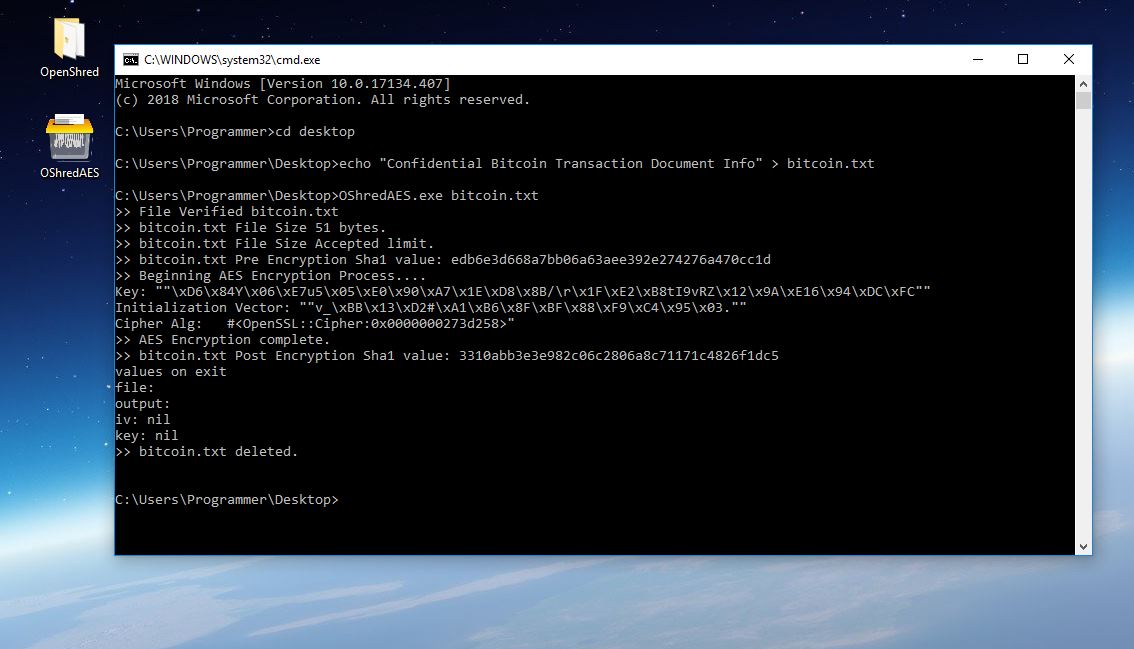 OpenShred
OShredAES
C:\WINDOWS\system32\cmd.exe
Microsoft Windows [Version 10.0.17134.407]
(c) 2018 Microsoft Corporation. All rights reserved.
C:\Users\Programmer>cd desktop
C:\Users\Programmer\Desktop>echo "Confidential Bitcoin Transaction Document Info" > bitcoin.txt
C:\Users\Programmer\Desktop>OShredAES.exe bitcoin.txt
>> File Verified bitcoin.txt
>> bitcoin.txt File Size 51 bytes.
>> bitcoin.txt File Size Accepted limit.
>> bitcoin.txt Pre Encryption Sha1 value: edb6e3d668a7bb06a63aee392e274276a470cc1d
>> Beginning AES Encryption Process....
Key: ""\xD6\x84Y\x06\xE7u5\x05\xE0\x90\xA7\x1E\xD8\x8B/\r\x1F\xE2\xB8tI9vRZ\x12\x9A\xE16\x94\xDC\xFC""
Initialization Vector: ""v_\xBB\x13\xD2#\xA1\xB6\x8F\xBF\x88\xF9\xC4\x95\x03.""
Cipher Alg:   #<OpenSSL::Cipher:0x0000000273d258>"
>> AES Encryption complete.
>> bitcoin.txt Post Encryption Sha1 value: 3310abb3e3e982c06c2806a8c71171c4826f1dc5
values on exit
file:
output:
iv: nil
key: nil
>> bitcoin.txt deleted.
C:\Users\Programmer\Desktop>